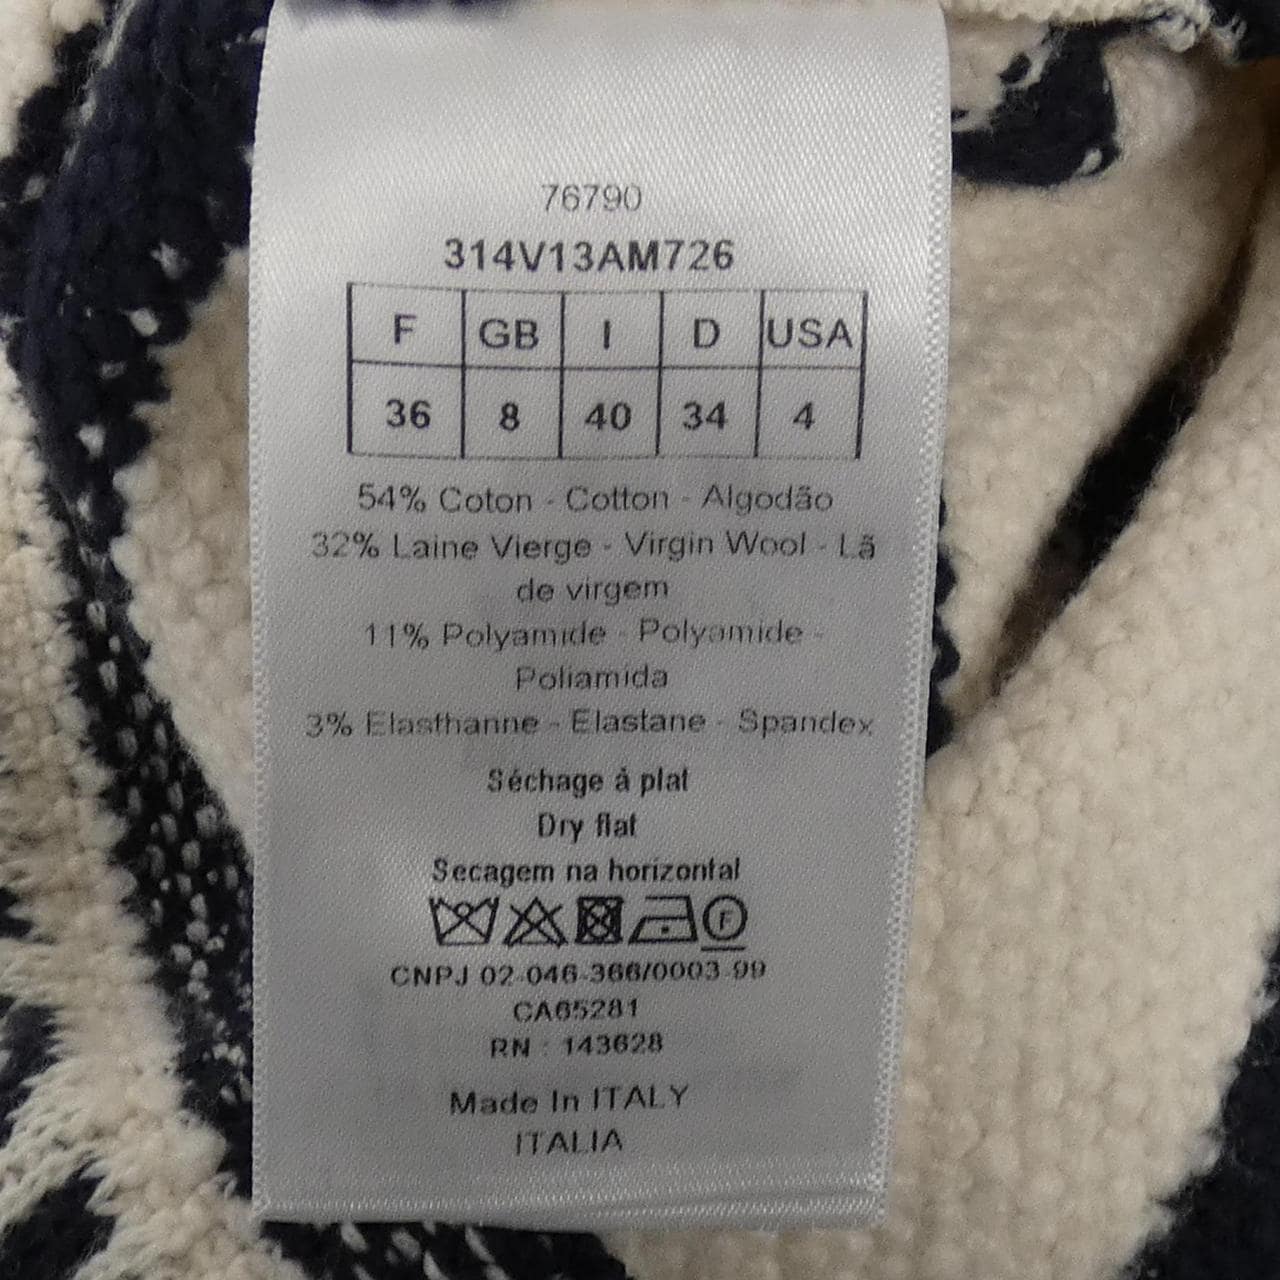 76790
314V13AM726
F GB I D USA
36 8 40 34 4
54% Coton - Cotton - Algodão
32% Laine Vierge - Virgin Wool - Lã
de virgem
11% Polyamide - Polyamide -
Poliamida
3% Elasthanne - Elastane - Spandex
Séchage à plat
Dry flat
Secagem na horizontal
F
CNPJ 02-046-366/0003-99
CA65281
RN : 143628
Made In ITALY
ITALIA